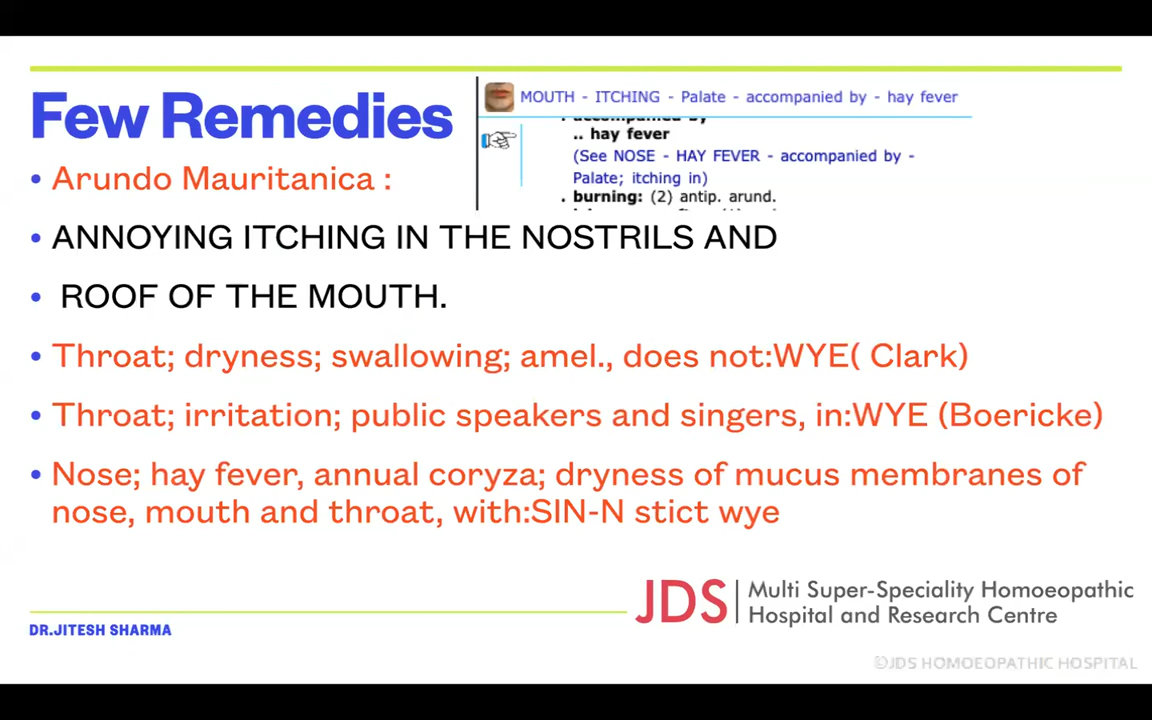 Few Remedies
MOUTH - ITCHING - Palate - accompanied by - hay fever
.. hay fever
(See NOSE - HAY FEVER - accompanied by -
Palate; itching in)
. burning: (2) antip. arund.
• Arundo Mauritanica :
• ANNOYING ITCHING IN THE NOSTRILS AND
• ROOF OF THE MOUTH.
• Throat; dryness; swallowing; amel., does not:WYE( Clark)
• Throat; irritation; public speakers and singers, in:WYE (Boericke)
• Nose; hay fever, annual coryza; dryness of mucus membranes of
nose, mouth and throat, with:SIN-N stict wye
JDS
Multi Super-Speciality Homoeopathic
Hospital and Research Centre
DR.JITESH SHARMA
©JDS HOMOEOPATHIC HOSPITAL